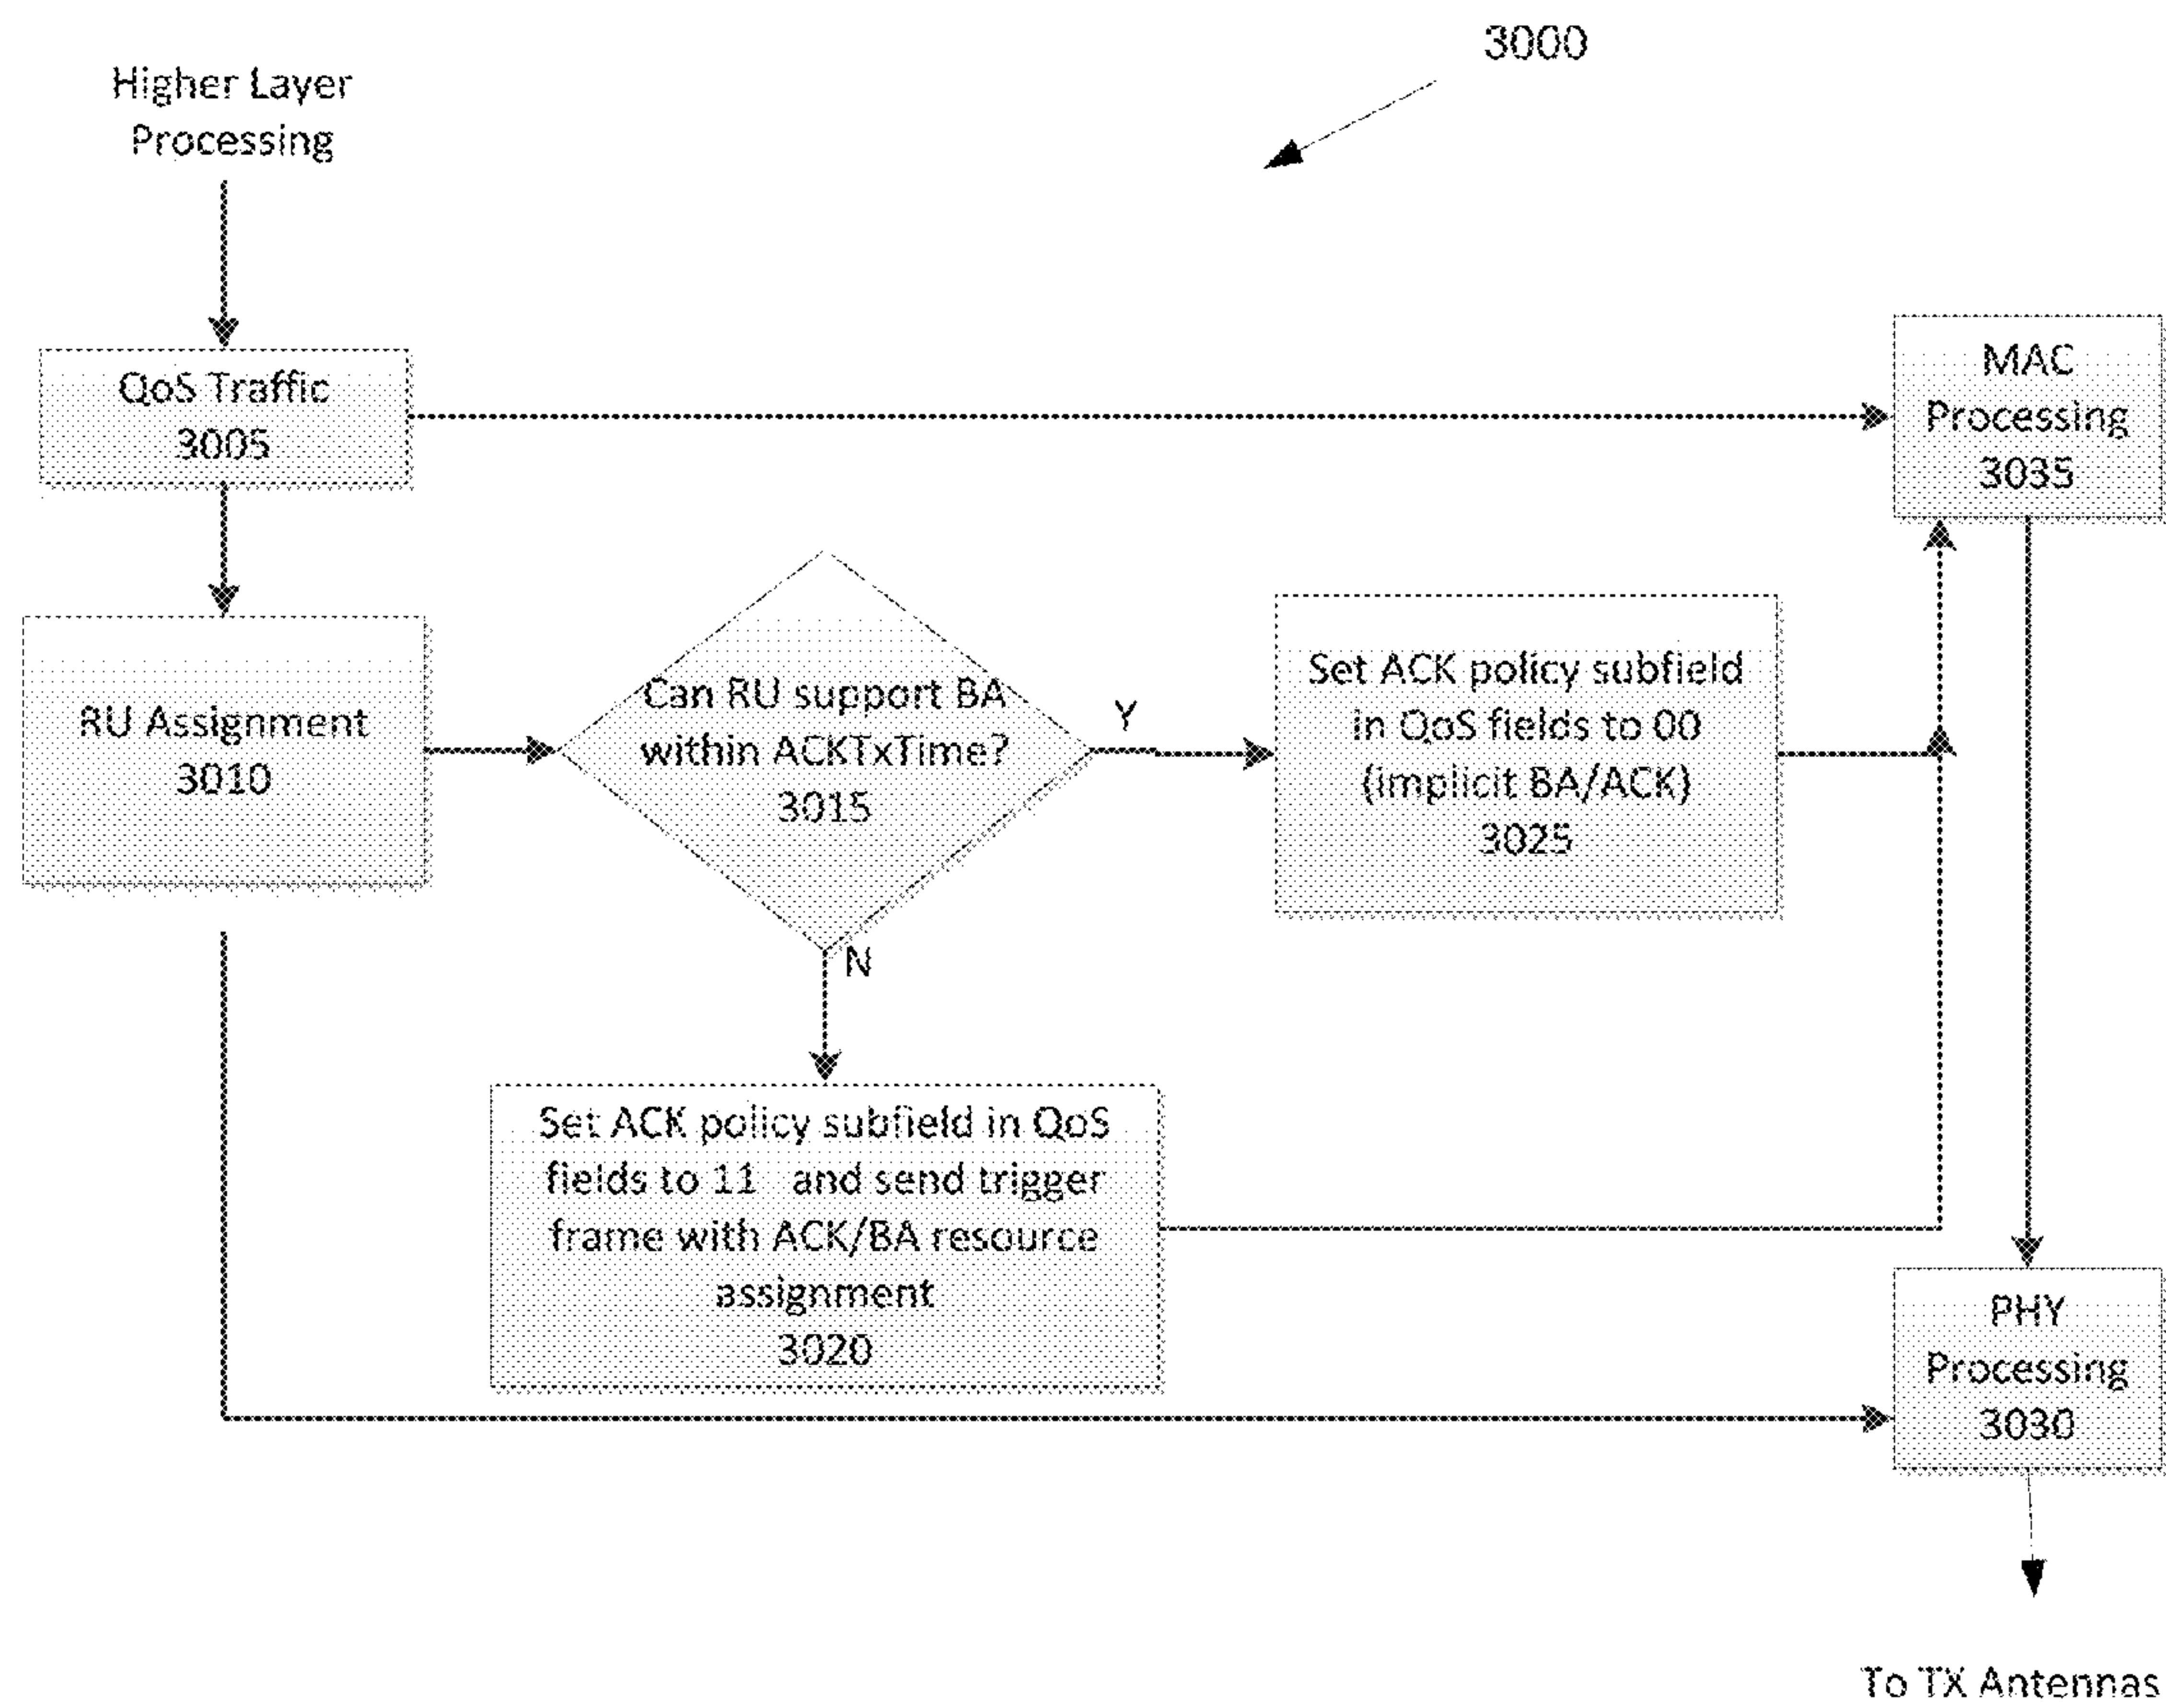 3000
Higher Layer
Processing
QoS Traffic
3005
MAC
Processing
3035
RU Assignment
3010
Can RU support BA
within ACKTxTime?
3015
Y
Set ACK policy subfield
in QoS fields to 00
(implicit BA/ACK)
3025
N
Set ACK policy subfield in QoS
fields to 11 and send trigger
frame with ACK/BA resource
assignment
3020
PHY
Processing
3030
To TX Antennas